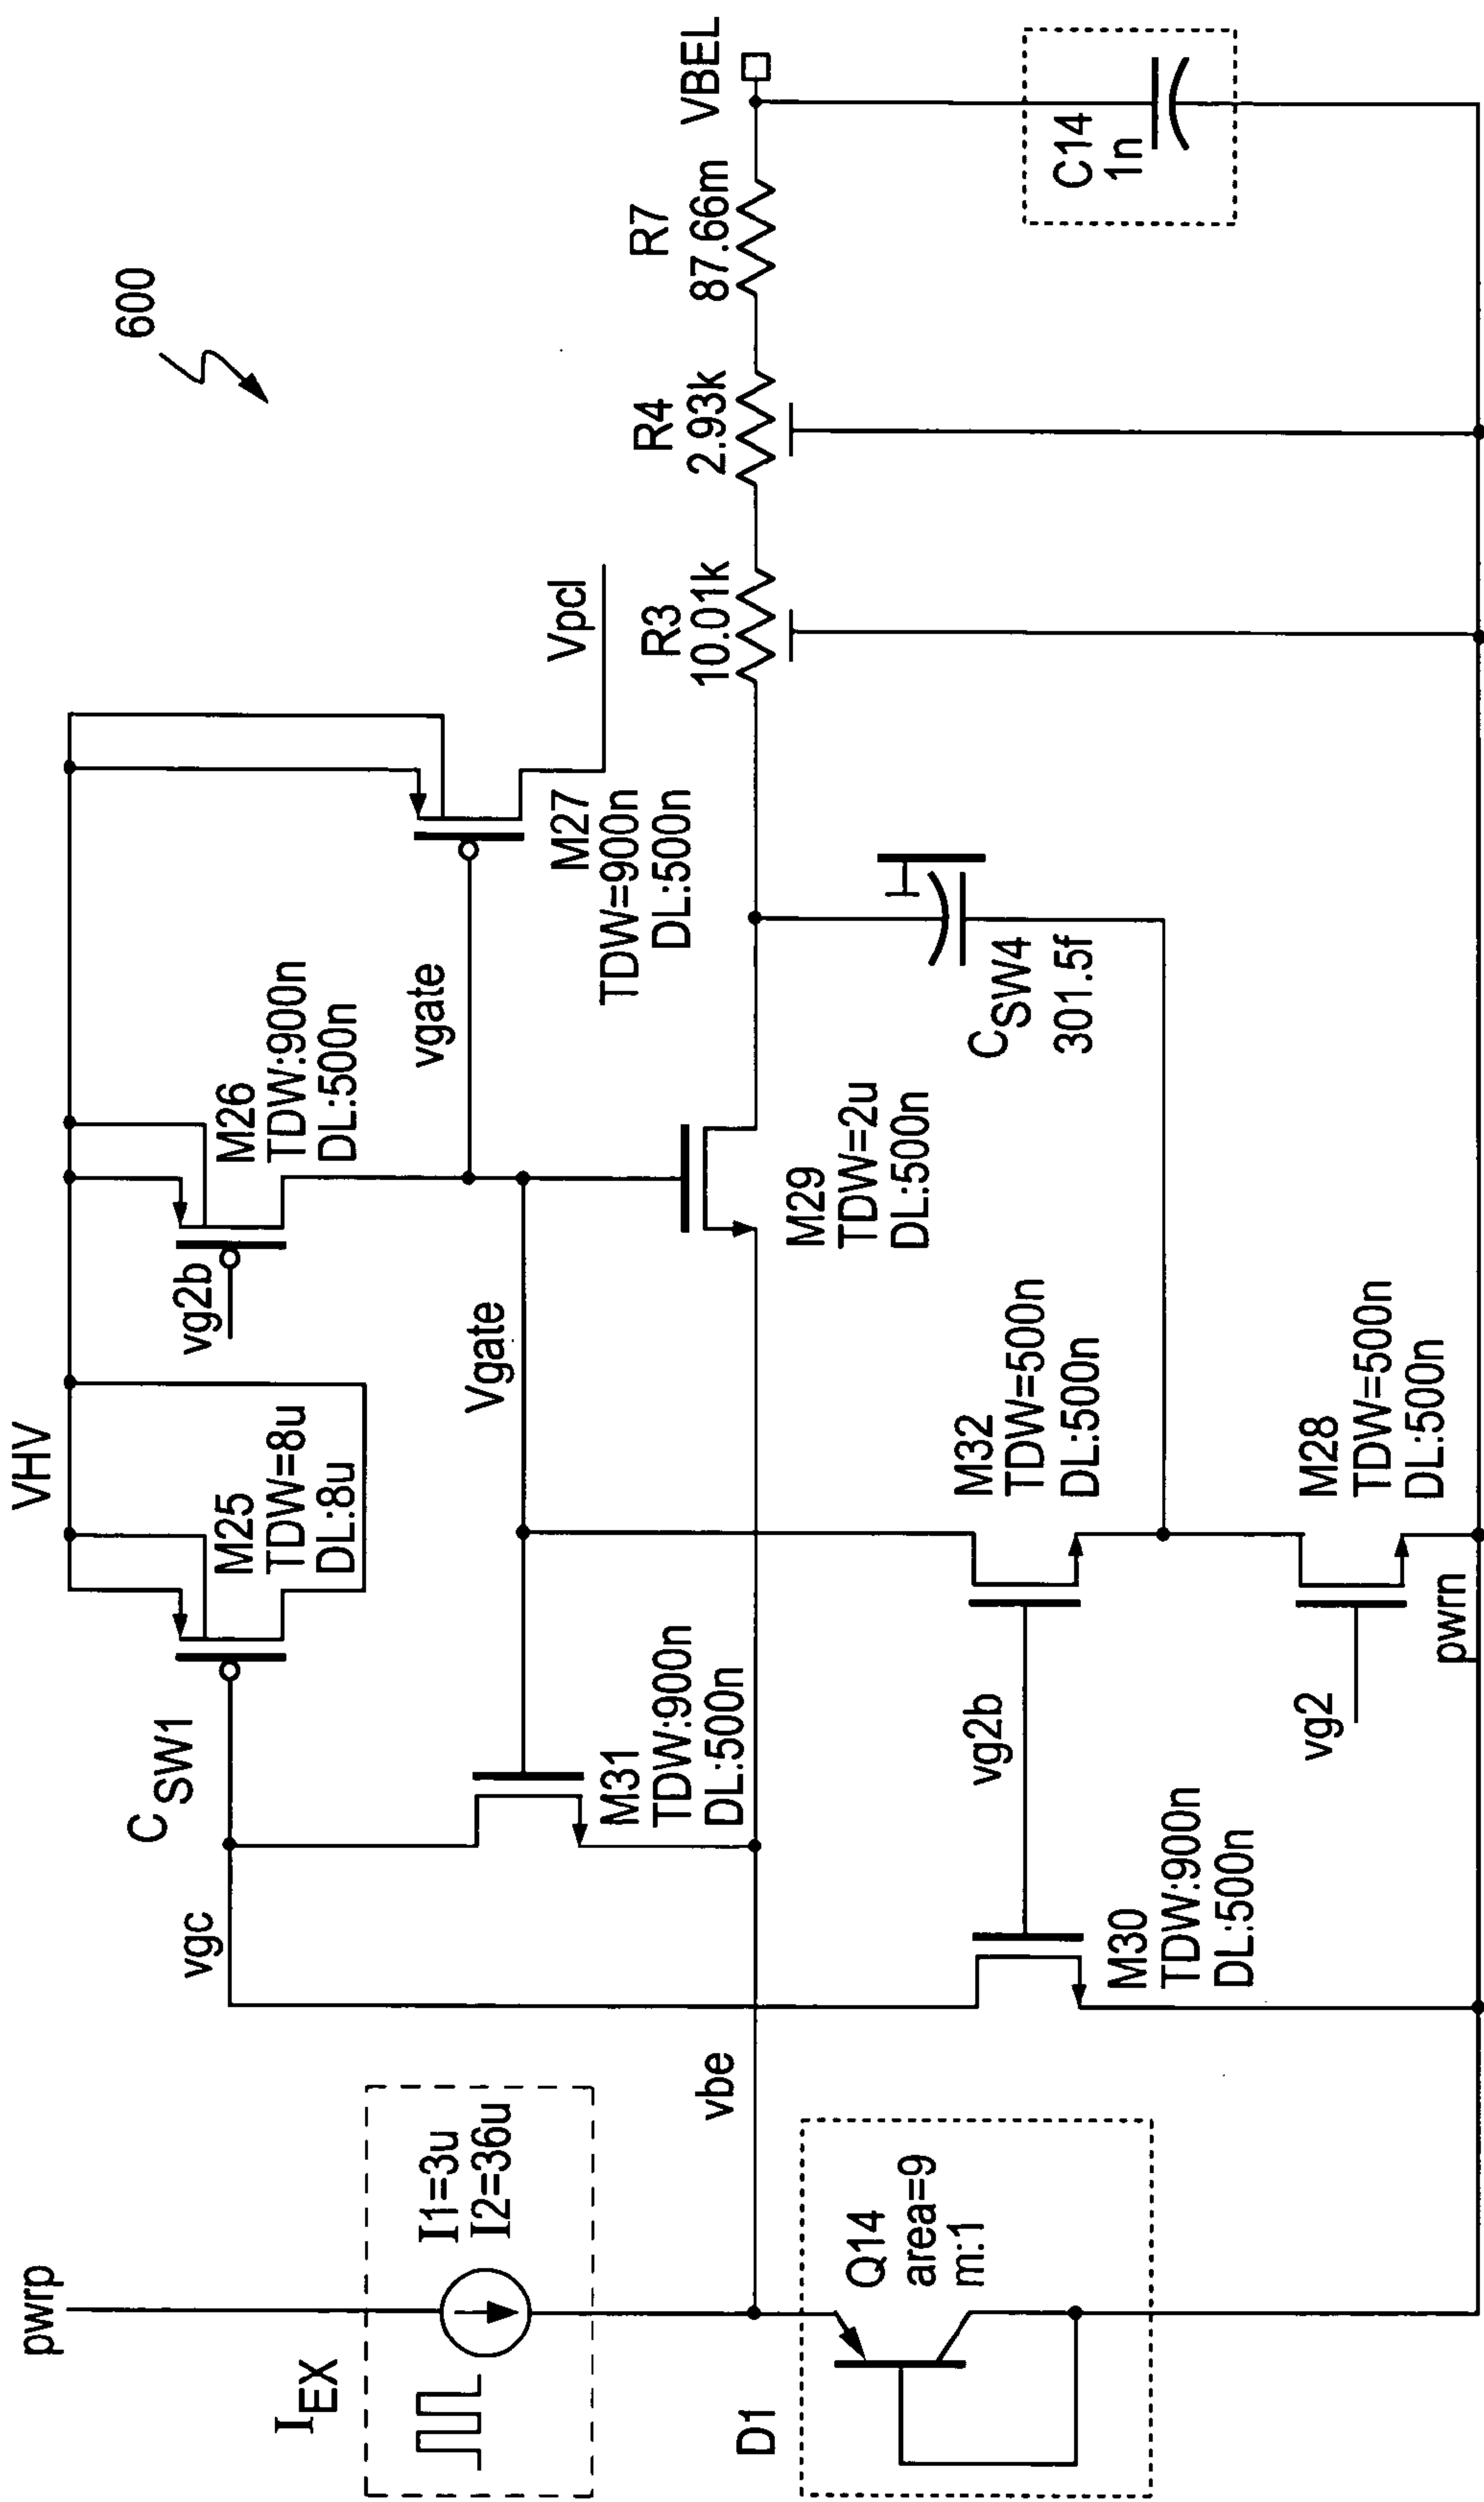 600
pwrp
I_EX
I1=3u
I2=36u
D1
Q14
area=9
m:1
vbe
vgc
C SW1
VHV
M25
TDW=8u
DL:8u
vg2b
M26
TDW:900n
DL:500n
vgate
M27
TDW=900n
DL:500n
Vpcl
M31
TDW:900n
DL:500n
Vgate
M29
TDW=2u
DL:500n
M30
TDW:900n
DL:500n
vg2b
M32
TDW=500n
DL:500n
vg2
M28
TDW=500n
DL:500n
pwrn
C SW4
301.5f
R3
10.01k
R4
2.93k
R7
87.66m
VBEL
C14
1n